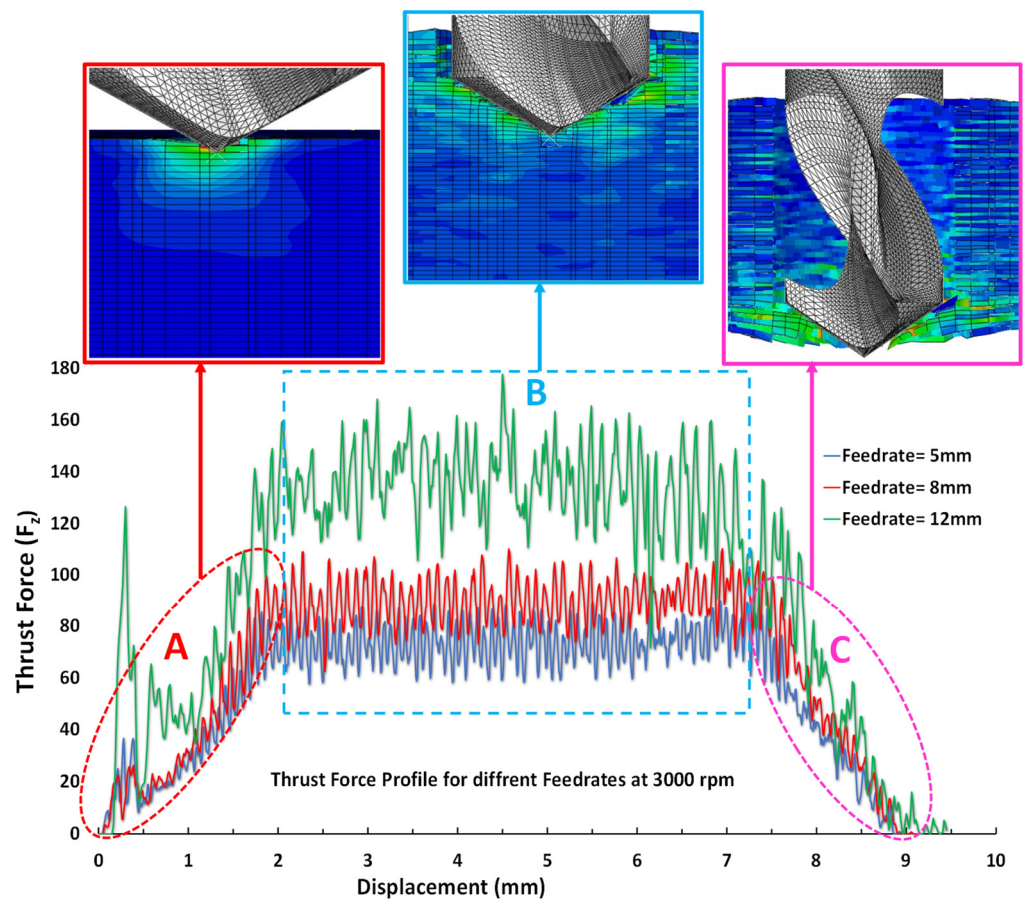 180
160
140
120
100
80
60
40
20
0
Thrust Force (Fz)
A
B
C
Feedrate= 5mm
Feedrate= 8mm
Feedrate= 12mm
Thrust Force Profile for diffrent Feedrates at 3000 rpm
0 1 2 3 4 5 6 7 8 9 10
Displacement (mm)